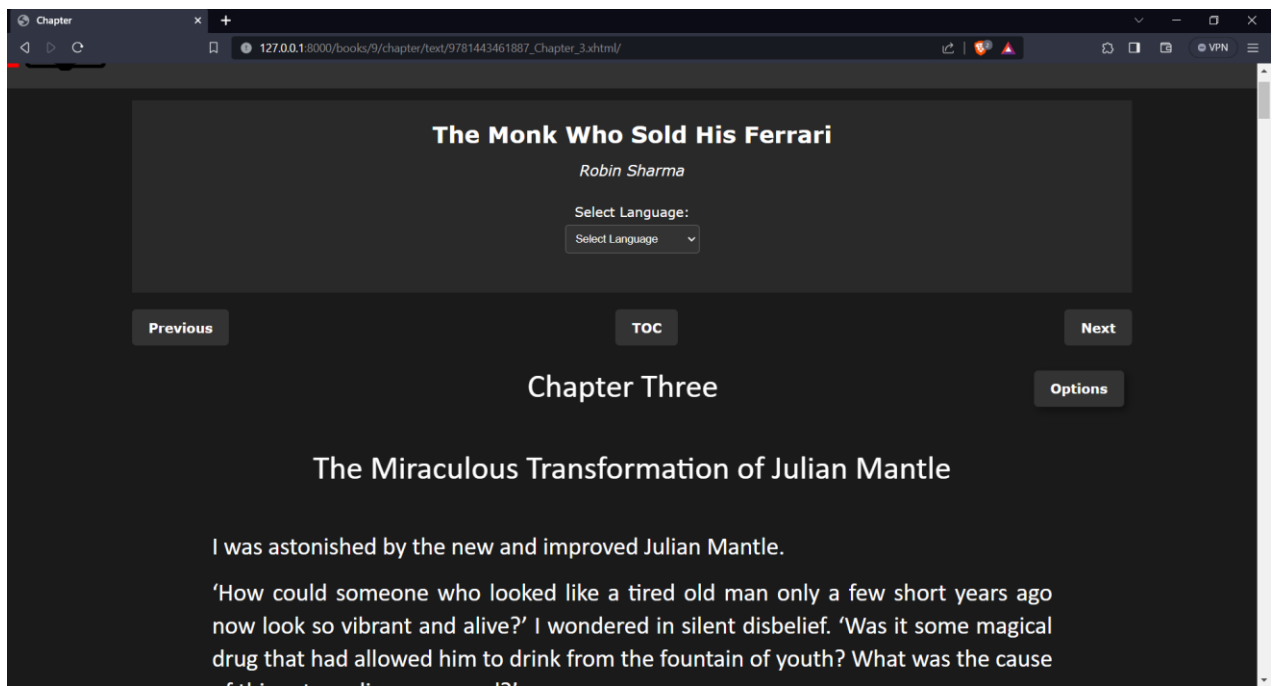 Chapter
127.0.0.1:8000/books/9/chapter/text/9781443461887_Chapter_3.xhtml/
VPN
The Monk Who Sold His Ferrari
Robin Sharma
Select Language:
Select Language
Previous
TOC
Next
Chapter Three
Options
The Miraculous Transformation of Julian Mantle
I was astonished by the new and improved Julian Mantle.
‘How could someone who looked like a tired old man only a few short years ago
now look so vibrant and alive?’ I wondered in silent disbelief. ‘Was it some magical
drug that had allowed him to drink from the fountain of youth? What was the cause